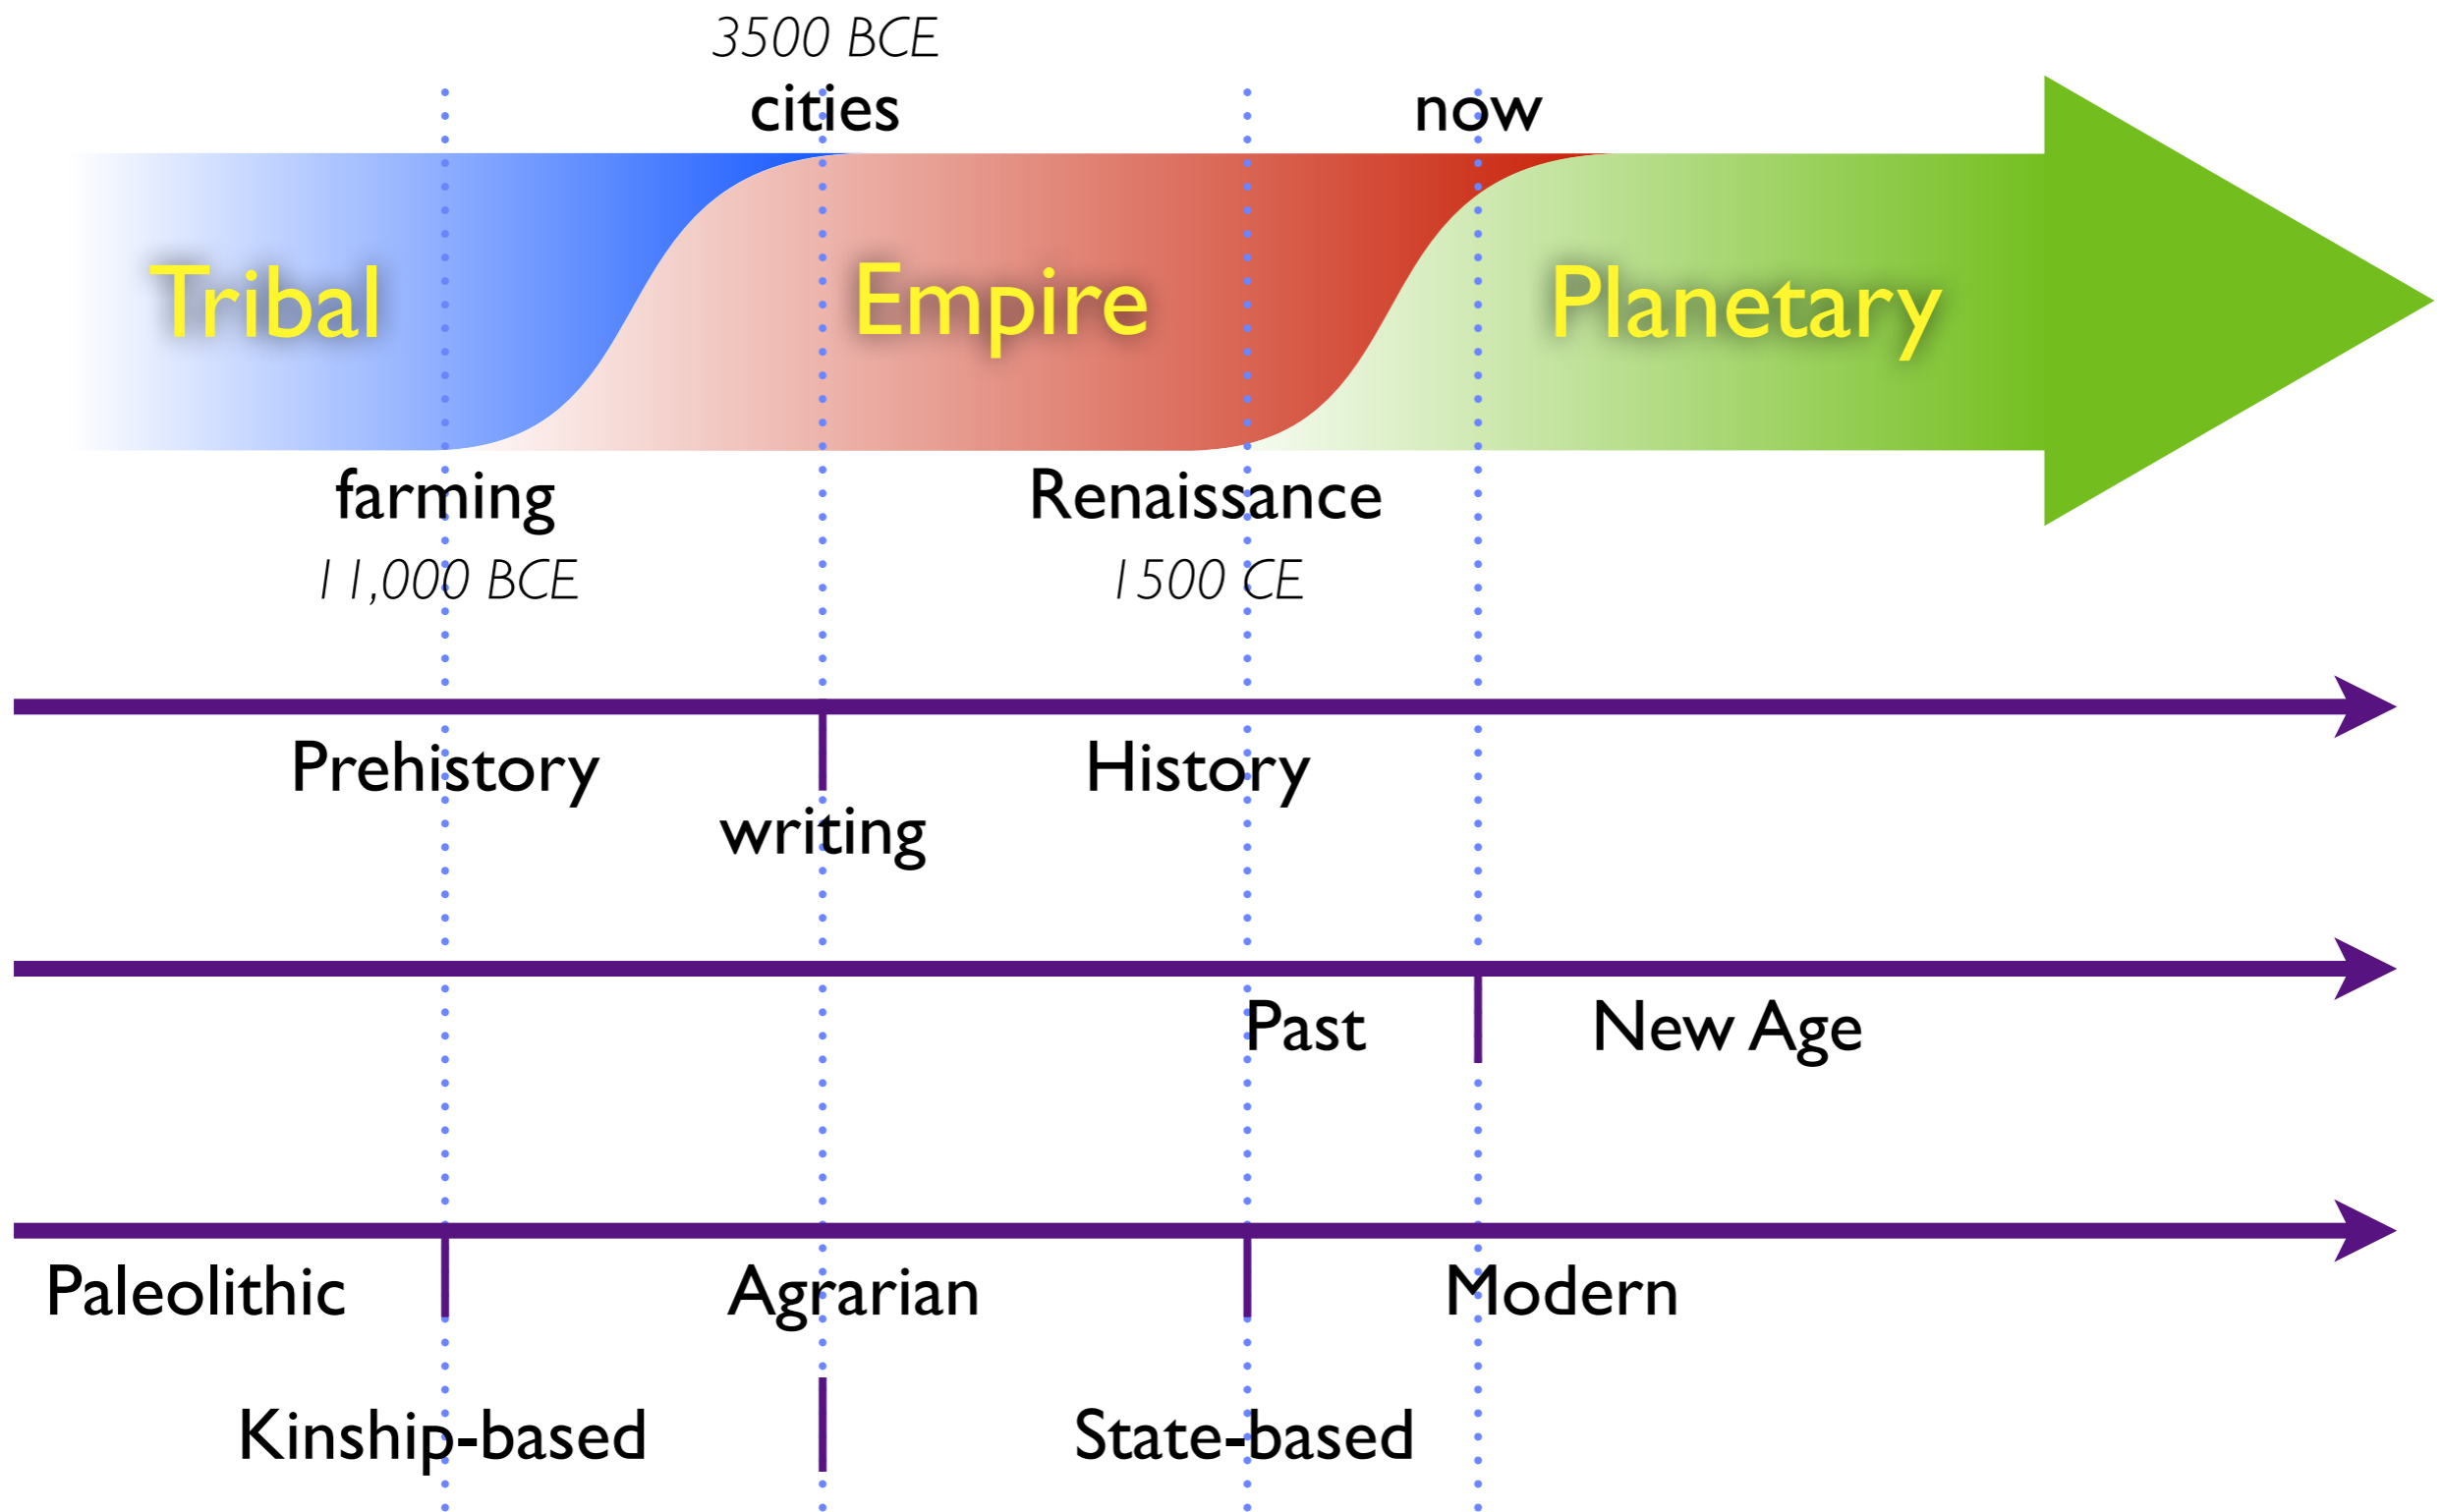 3500 BCE
cities
now
Tribal
Empire
Planetary
farming
Renaissance
11,000 BCE
1500 CE
Prehistory
History
writing
Past
New Age
Paleolithic
Agrarian
Modern
Kinship-based
State-based